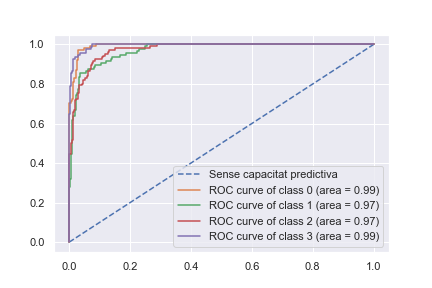 1.0
0.8
0.6
0.4
0.2
0.0
Sense capacitat predictiva
ROC curve of class 0 (area = 0.99)
ROC curve of class 1 (area = 0.97)
ROC curve of class 2 (area = 0.97)
ROC curve of class 3 (area = 0.99)
0.0 0.2 0.4 0.6 0.8 1.0